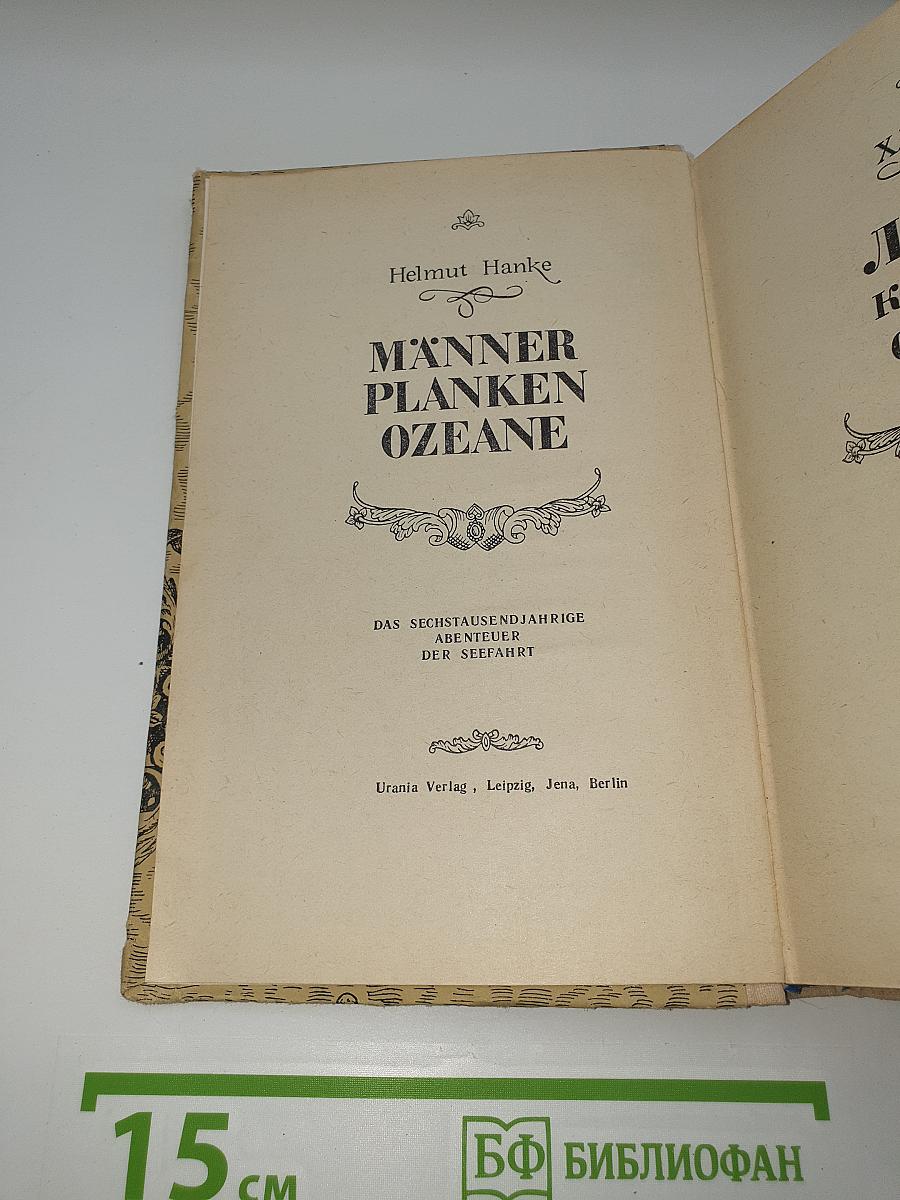 Helmut Hanke
MÄNNER
PLANKEN
OZEANE
DAS SECHSTAUSENDJAHRIGE
ABENTEUER
DER SEEFAHRT
Urania Verlag, Leipzig, Jena, Berlin
15 см
БФ БИБЛИОФАН